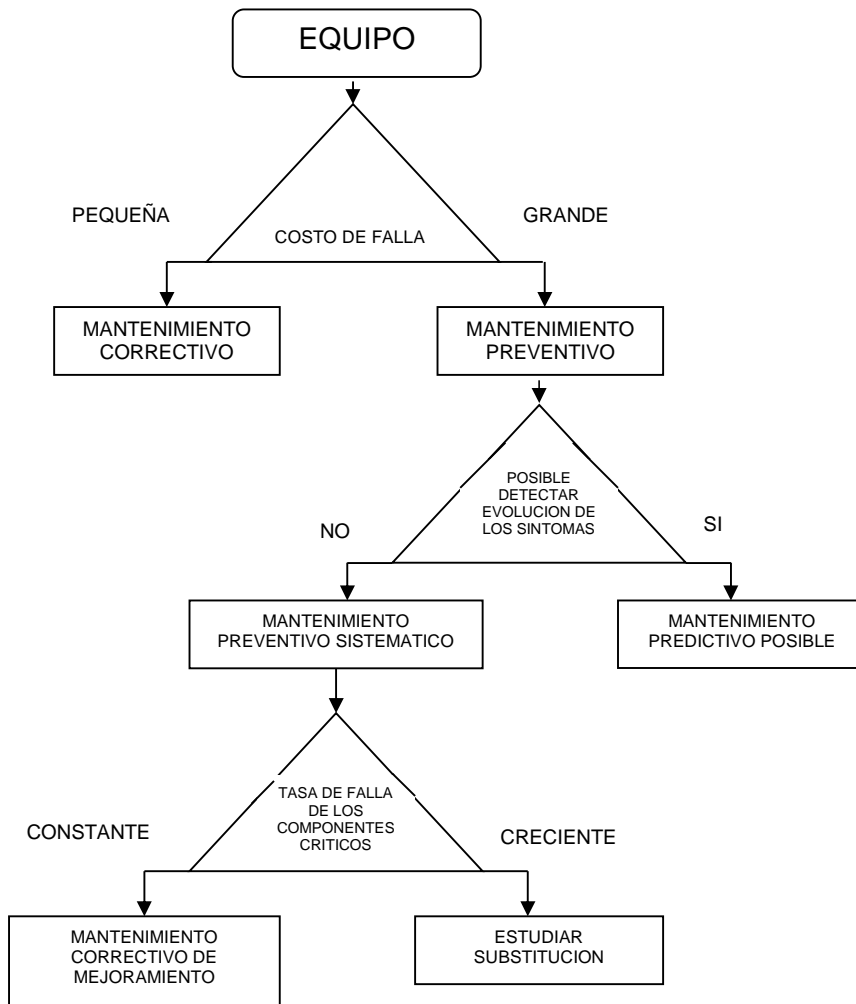 EQUIPO
PEQUEÑA
GRANDE
COSTO DE FALLA
MANTENIMIENTO
CORRECTIVO
MANTENIMIENTO
PREVENTIVO
POSIBLE
DETECTAR
EVOLUCION DE
LOS SINTOMAS
NO
SI
MANTENIMIENTO
PREVENTIVO SISTEMATICO
MANTENIMIENTO
PREDICTIVO POSIBLE
TASA DE FALLA
DE LOS
COMPONENTES
CRITICOS
CONSTANTE
CRECIENTE
MANTENIMIENTO
CORRECTIVO DE
MEJORAMIENTO
ESTUDIAR
SUBSTITUCION